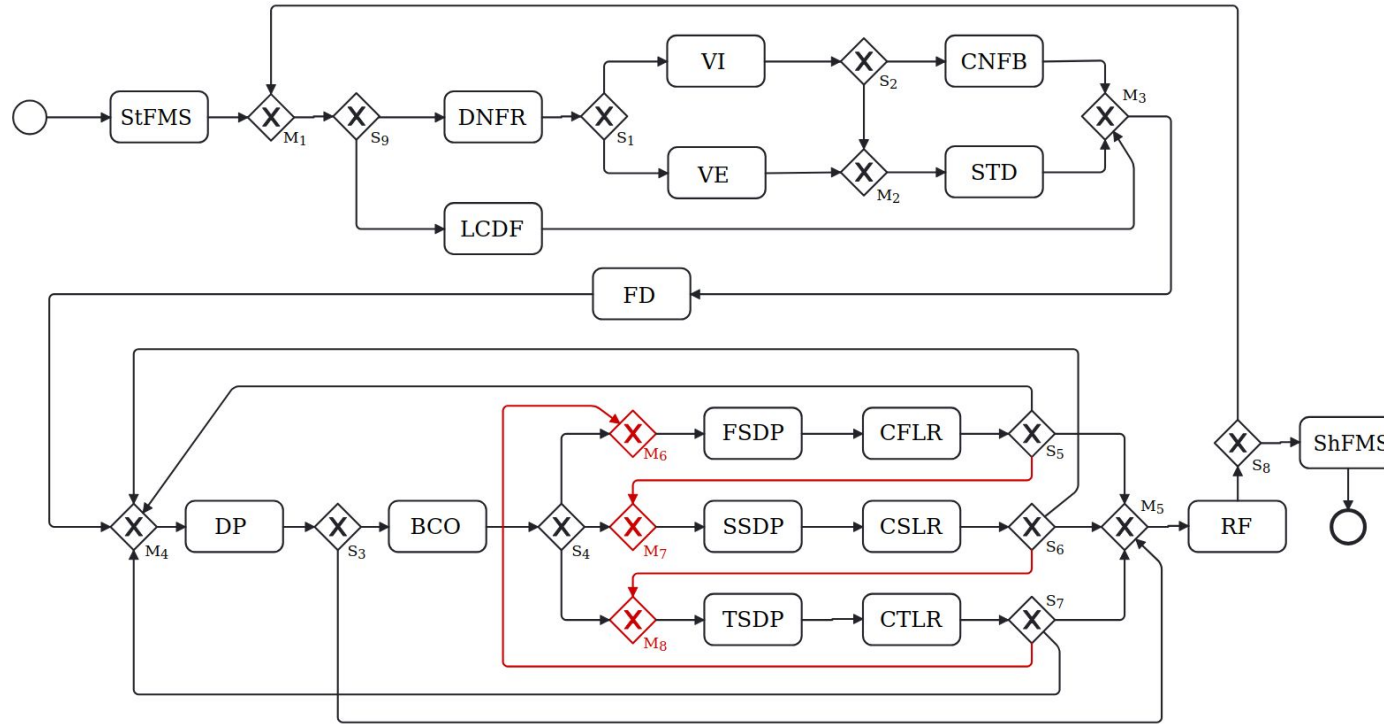 VI
CNFB
S2
StFMS
DNFR
M3
M1
S9
S1
VE
STD
M2
LCDF
FD
FSDP
CFLR
M6
S5
ShFMS
S8
DP
BCO
SSDP
CSLR
M5
RF
M4
S3
S4
M7
S6
TSDP
CTLR
S7
M8